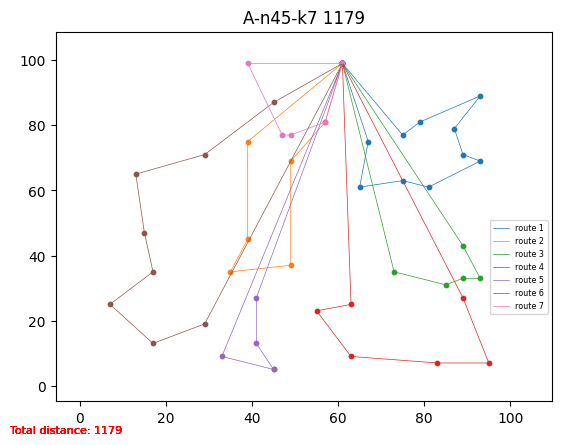 A-n45-k7 1179
100
80
60
40
20
0
route 1
route 2
route 3
route 4
route 5
route 6
route 7
0 20 40 60 80 100
Total distance: 1179